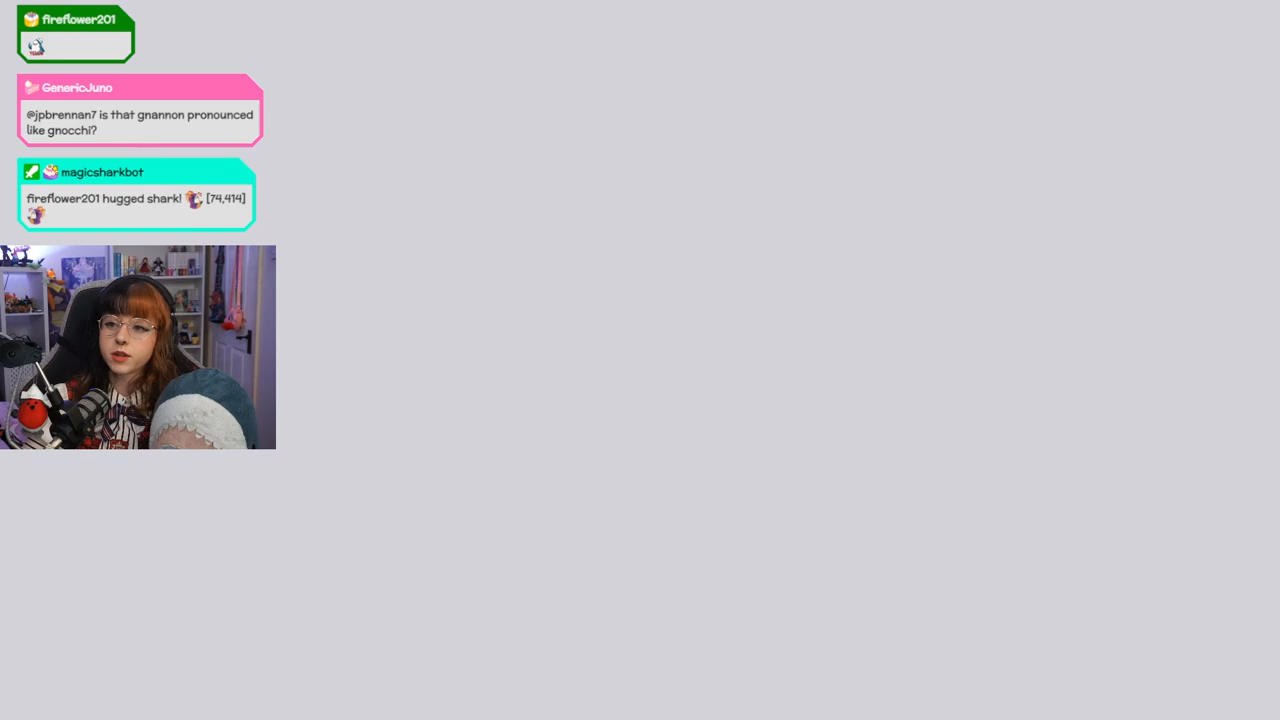 fireflower201
GenericJuno
@jpbrennan7 is that gnannon pronounced
like gnocchi?
magicsharkbot
fireflower201 hugged shark! [74,414]